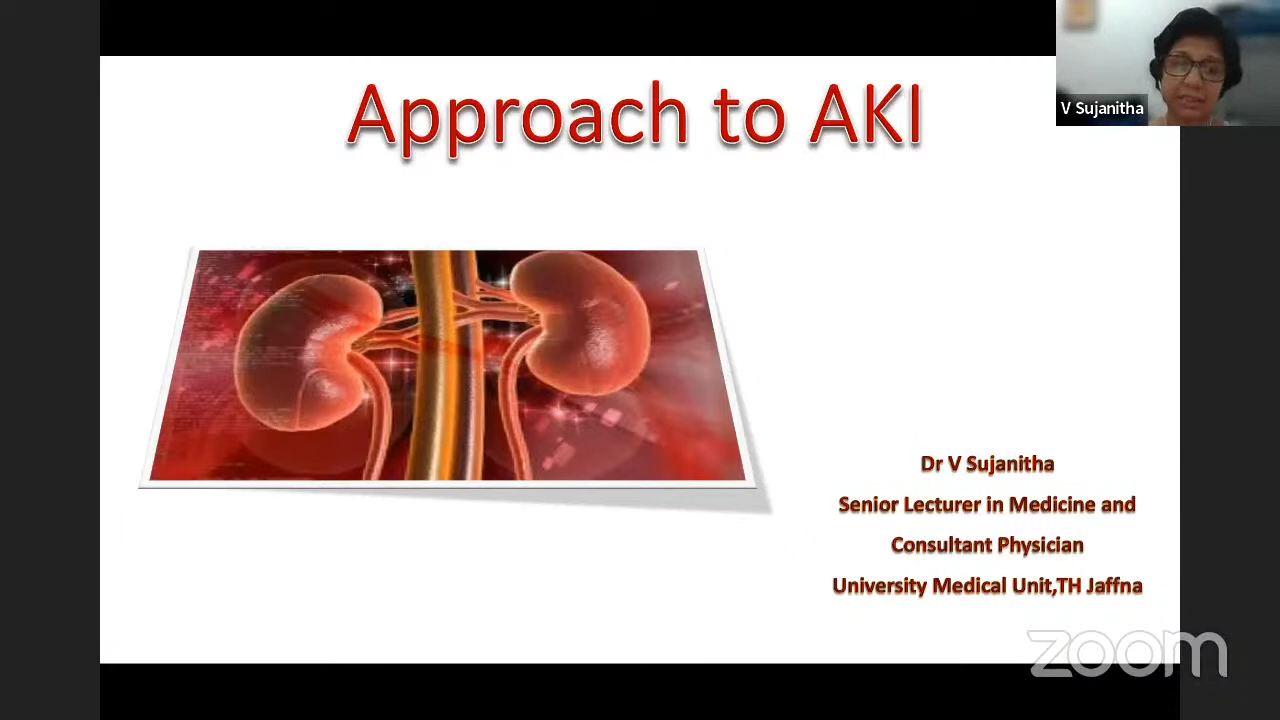 Approach to AKI
V Sujanitha
Dr V Sujanitha
Senior Lecturer in Medicine and
Consultant Physician
University Medical Unit,TH Jaffna
zoom